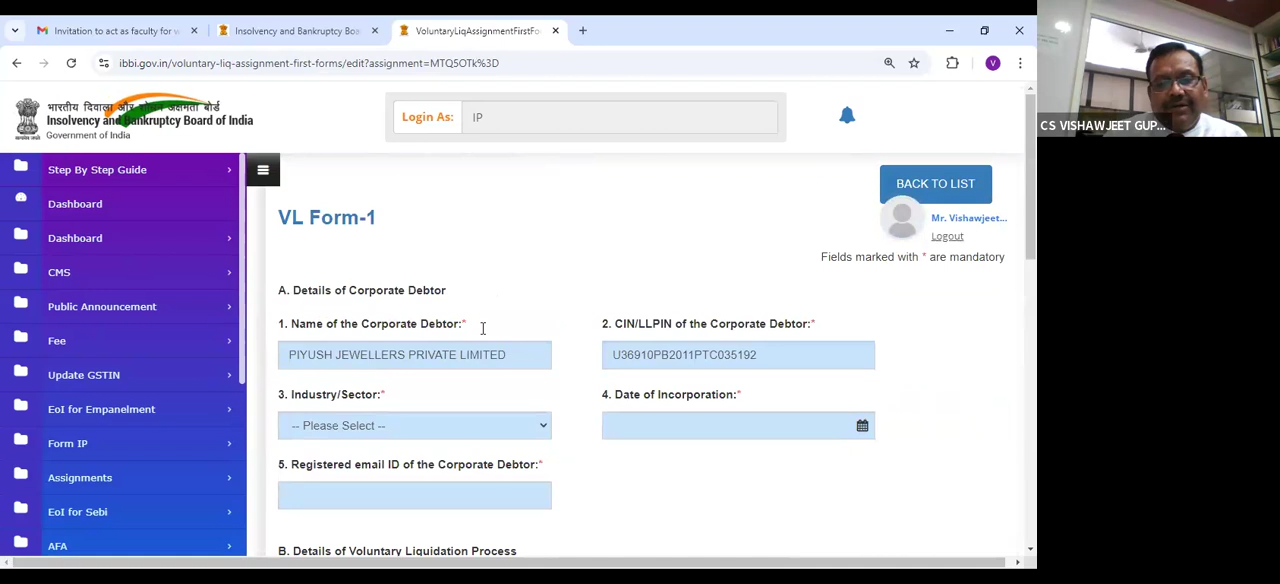 Invitation to act as faculty for v
Insolvency and Bankruptcy Boa
VoluntaryLiqAssignmentFirstFo
ibbi.gov.in/voluntary-liq-assignment-first-forms/edit?assignment=MTQ5OTk%3D
V
CS VISHAWJEET GUP...
भारतीय दिवाला और शोधन अक्षमता बोर्ड
Insolvency and Bankruptcy Board of India
Government of India
Login As: IP
Step By Step Guide
Dashboard
Dashboard
CMS
Public Announcement
Fee
Update GSTIN
EoI for Empanelment
Form IP
Assignments
EoI for Sebi
AFA
BACK TO LIST
VL Form-1
Mr. Vishawjeet...
Logout
Fields marked with * are mandatory
A. Details of Corporate Debtor
1. Name of the Corporate Debtor:* 2. CIN/LLPIN of the Corporate Debtor:*
PIYUSH JEWELLERS PRIVATE LIMITED U36910PB2011PTC035192
3. Industry/Sector:* 4. Date of Incorporation:*
-- Please Select --
5. Registered email ID of the Corporate Debtor:*
B. Details of Voluntary Liquidation Process